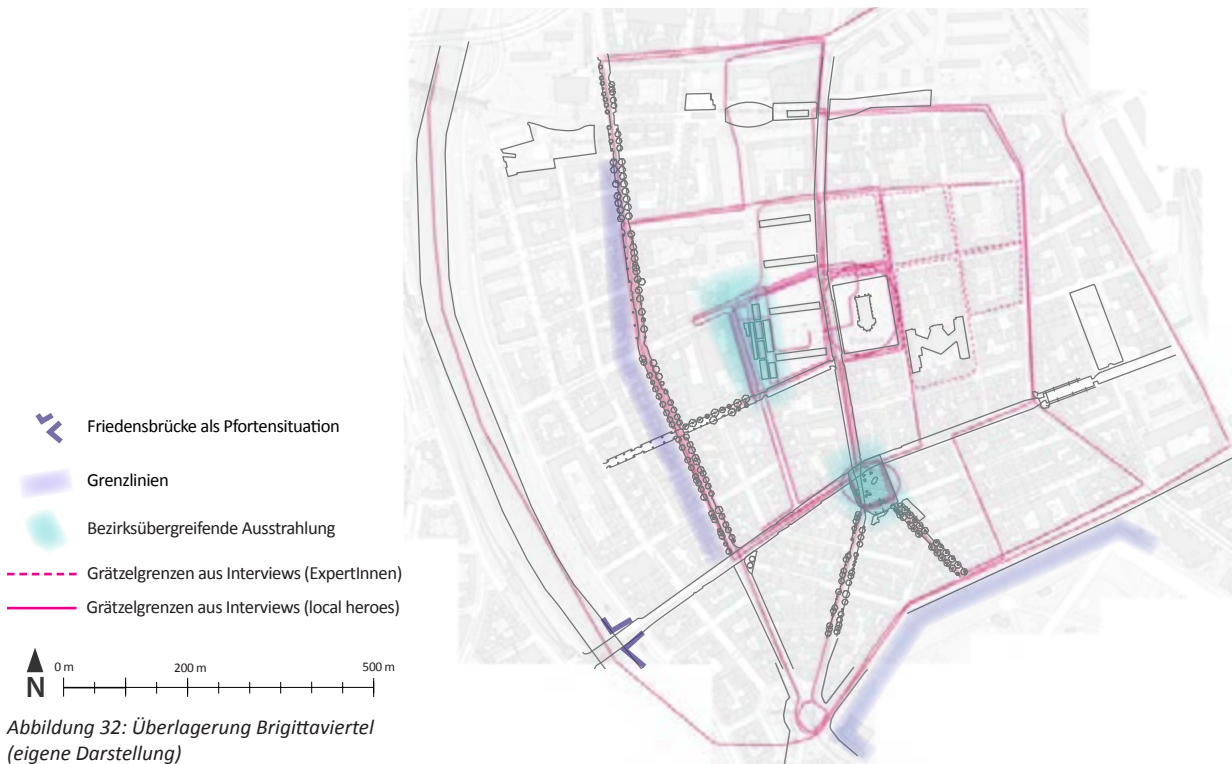 Friedensbrücke als Pfortensituation
Grenzlinien
Bezirksübergreifende Ausstrahlung
Grätzelgrenzen aus Interviews (ExpertInnen)
Grätzelgrenzen aus Interviews (local heroes)
0 m 200 m 500 m
N
Abbildung 32: Überlagerung Brigittaviertel
(eigene Darstellung)